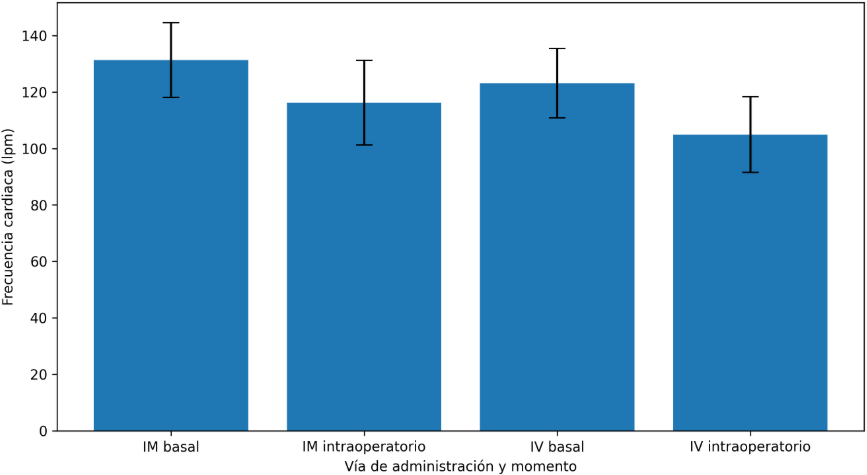 Frecuencia cardiaca (lpm)
140
120
100
80
60
40
20
0
IM basal
IM intraoperatorio
IV basal
IV intraoperatorio
Vía de administración y momento